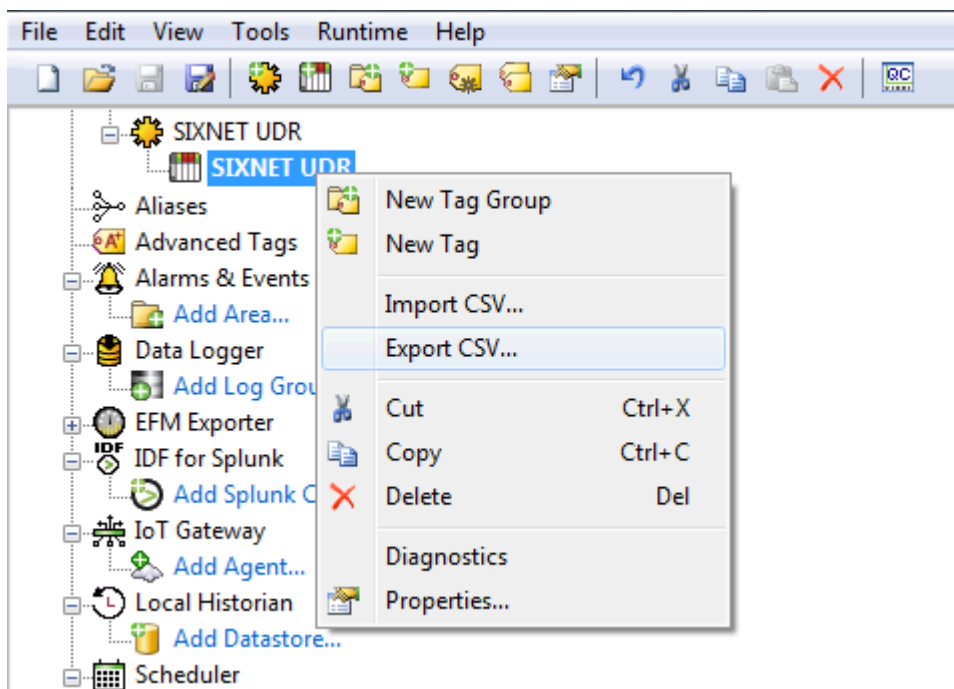 File Edit View Tools Runtime Help
QC
SIXNET UDR
SIXNET UDR
Aliases
A+ Advanced Tags
Alarms & Events
Add Area...
Data Logger
Add Log Grou
EFM Exporter
IDF IDF for Splunk
Add Splunk C
IoT Gateway
Add Agent...
Local Historian
Add Datastore...
Scheduler
New Tag Group
New Tag
Import CSV...
Export CSV...
Cut Ctrl+X
Copy Ctrl+C
Delete Del
Diagnostics
Properties...